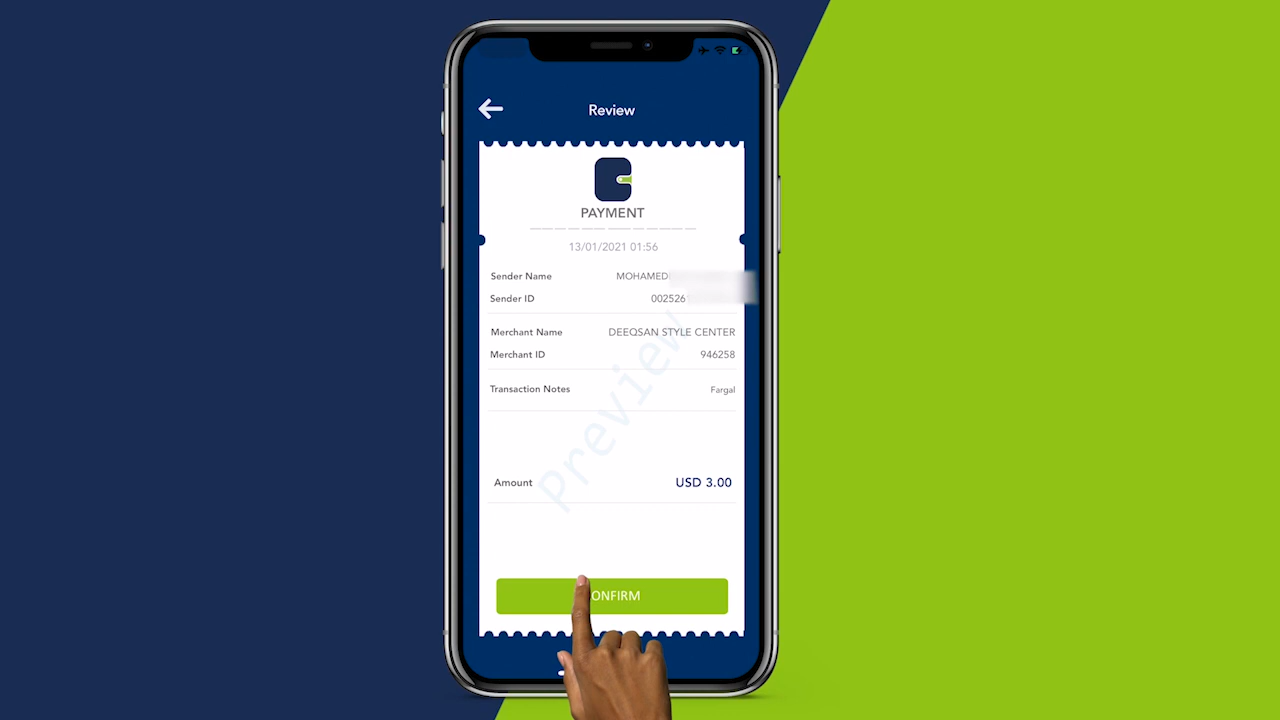 Review
PAYMENT
13/01/2021 01:56
Sender Name MOHAMED
Sender ID 002526
Merchant Name DEEQSAN STYLE CENTER
Merchant ID 946258
Transaction Notes Fargal
Preview
Amount USD 3.00
ONFIRM